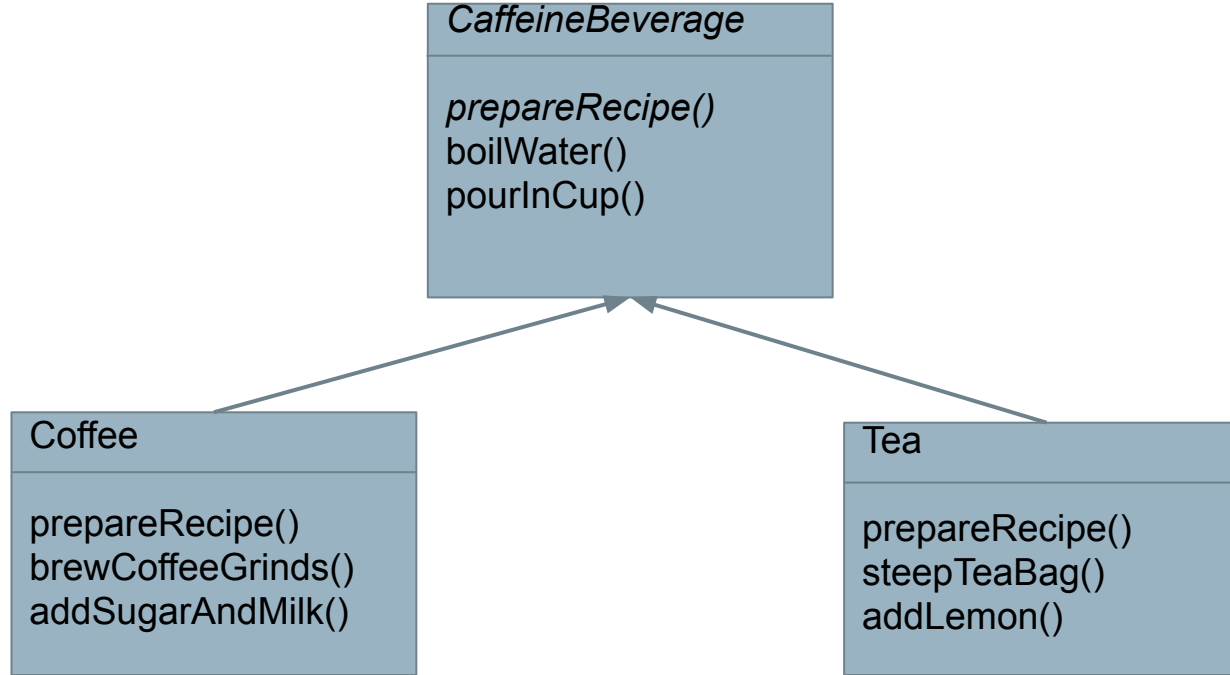 CaffeineBeverage
prepareRecipe()
boilWater()
pourInCup()
Coffee
prepareRecipe()
brewCoffeeGrinds()
addSugarAndMilk()
Tea
prepareRecipe()
steepTeaBag()
addLemon()